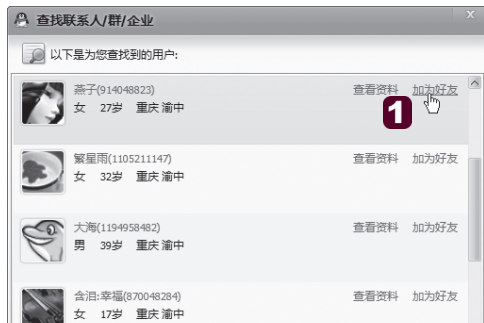 查找联系人/群/企业
以下是为您查找到的用户:
燕子(914048823) 查看资料 加为好友
女 27岁 重庆 渝中
1
繁星雨(1105211147) 查看资料 加为好友
女 32岁 重庆 渝中
大海(1194958482) 查看资料 加为好友
男 39岁 重庆 渝中
含泪:幸福(870048284) 查看资料 加为好友
女 17岁 重庆 渝中